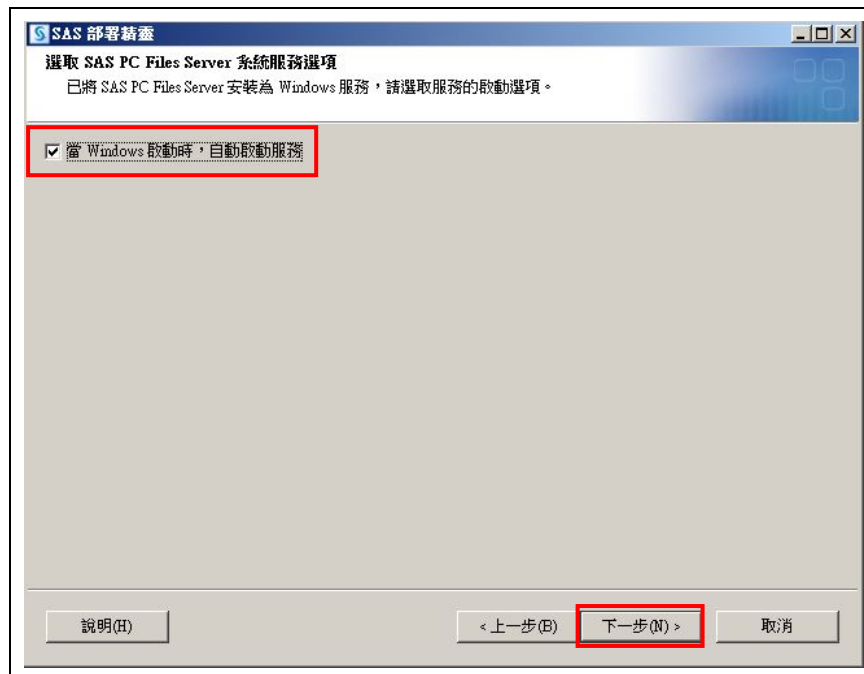 SAS 部署精靈
選取 SAS PC Files Server 系統服務選項
已將 SAS PC Files Server 安裝為 Windows 服務，請選取服務的啟動選項。
當 Windows 啟動時，自動啟動服務
說明(H)
<上一步(B)
下一步(N)>
取消